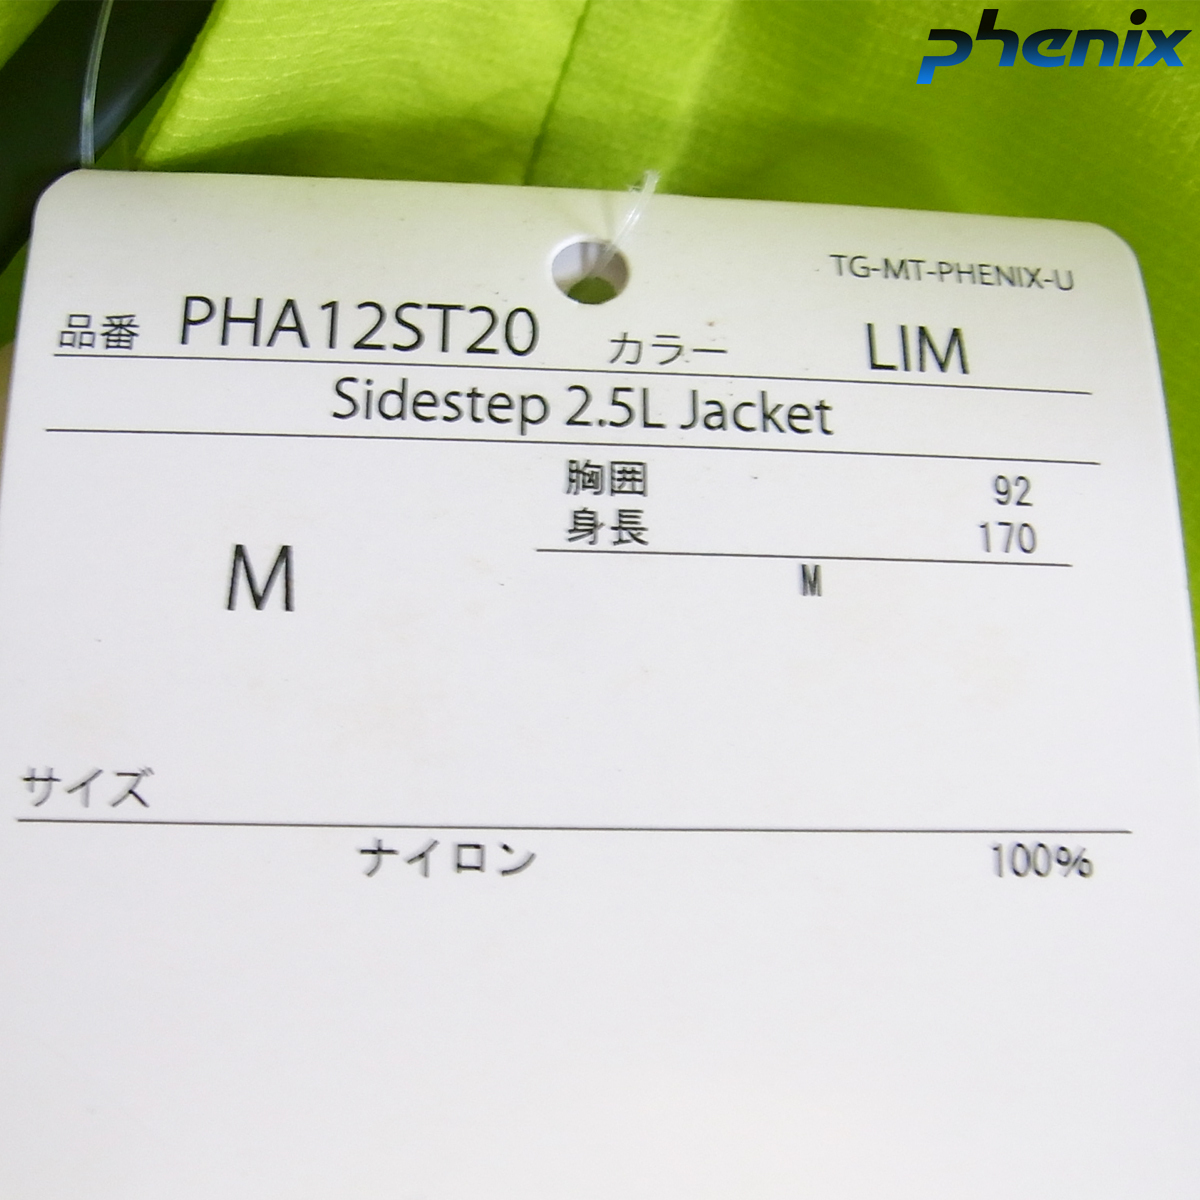 phenix
TG-MT-PHENIX-U
品番 PHA12ST20 カラー LIM
Sidestep 2.5L Jacket
胸囲 92
身長 170
M
M
サイズ
ナイロン 100%